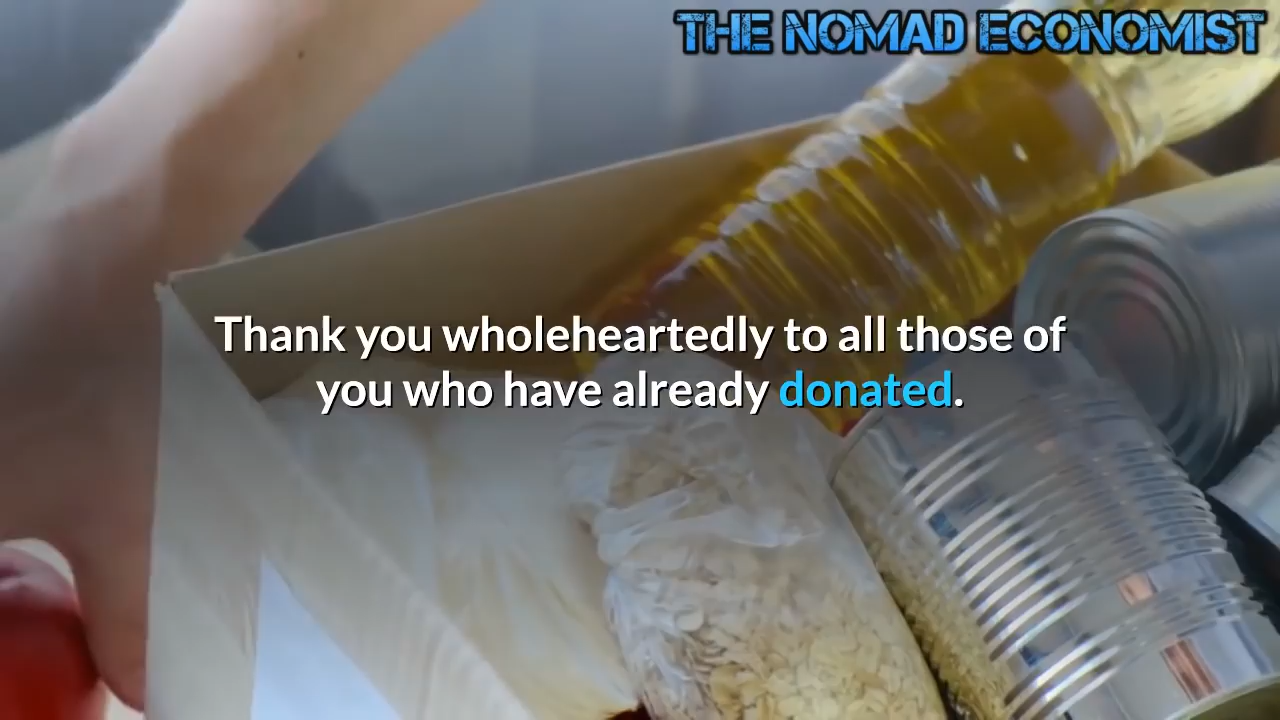 THE NOMAD ECONOMIST
Thank you wholeheartedly to all those of
you who have already donated.